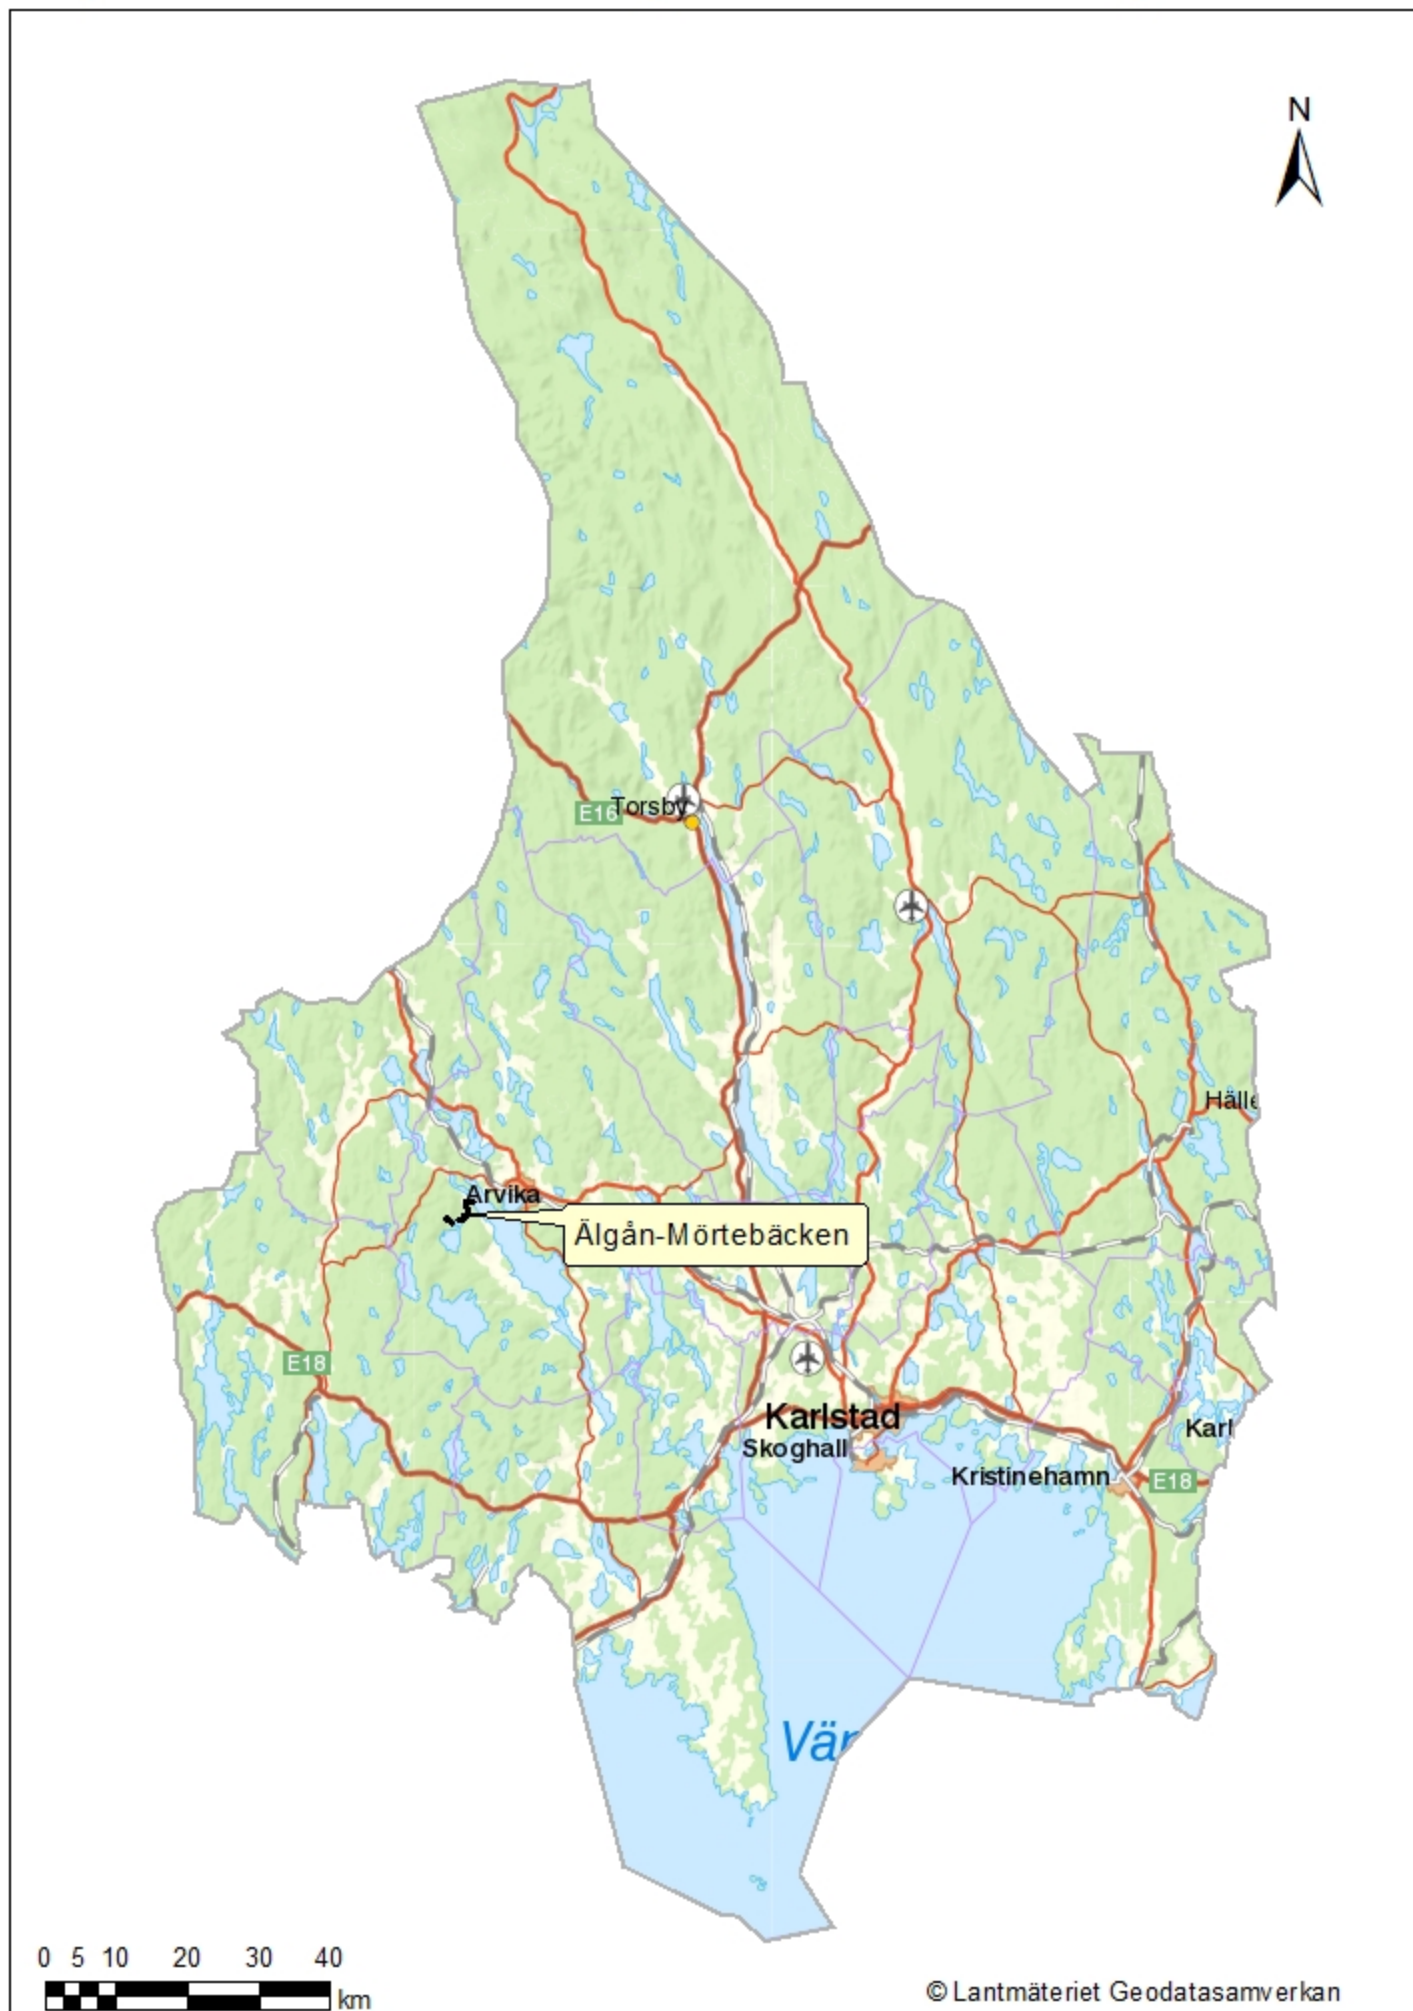 N
E16
Torsby
Hälle
Arvika
Älgån-Mörtebäcken
E18
Karlstad
Skoghall
Karl
Kristinehamn
E18
Vär
0 5 10 20 30 40
km
© Lantmäteriet Geodatasamverkan